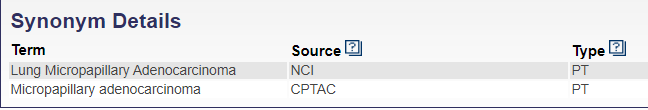 Synonym Details
Term Source ? Type ?
Lung Micropapillary Adenocarcinoma NCI PT
Micropapillary adenocarcinoma CPTAC PT